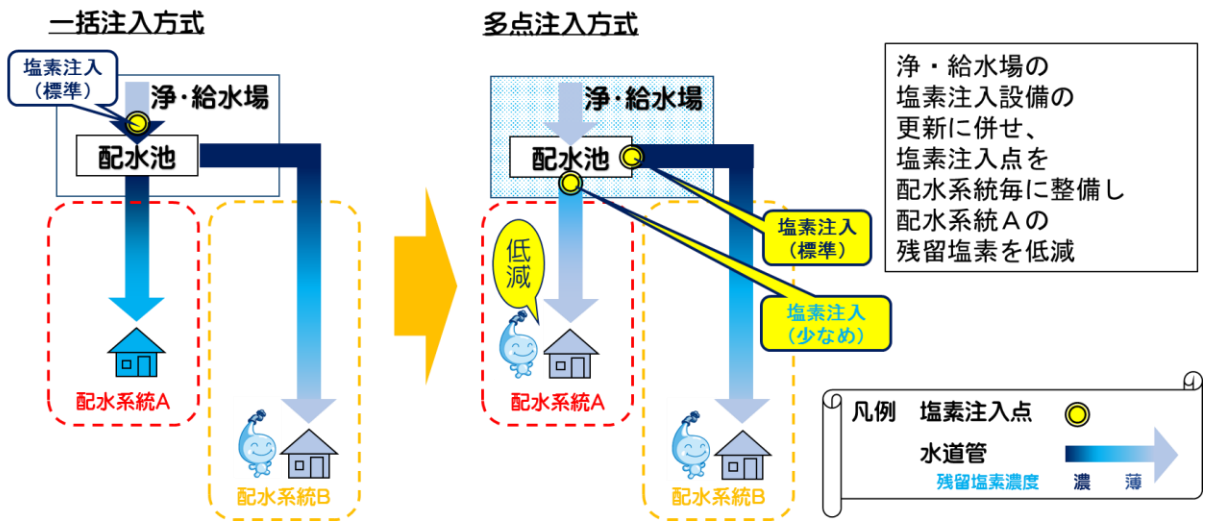 一括注入方式
塩素注入
(標準)
浄・給水場
配水池
配水系統A
配水系統B
多点注入方式
浄・給水場
配水池
塩素注入
(標準)
低
減
塩素注入
(少なめ)
配水系統A
配水系統B
浄・給水場の
塩素注入設備の
更新に併せ、
塩素注入点を
配水系統毎に整備し
配水系統Aの
残留塩素を低減
凡例 塩素注入点
水道管
残留塩素濃度 濃 薄